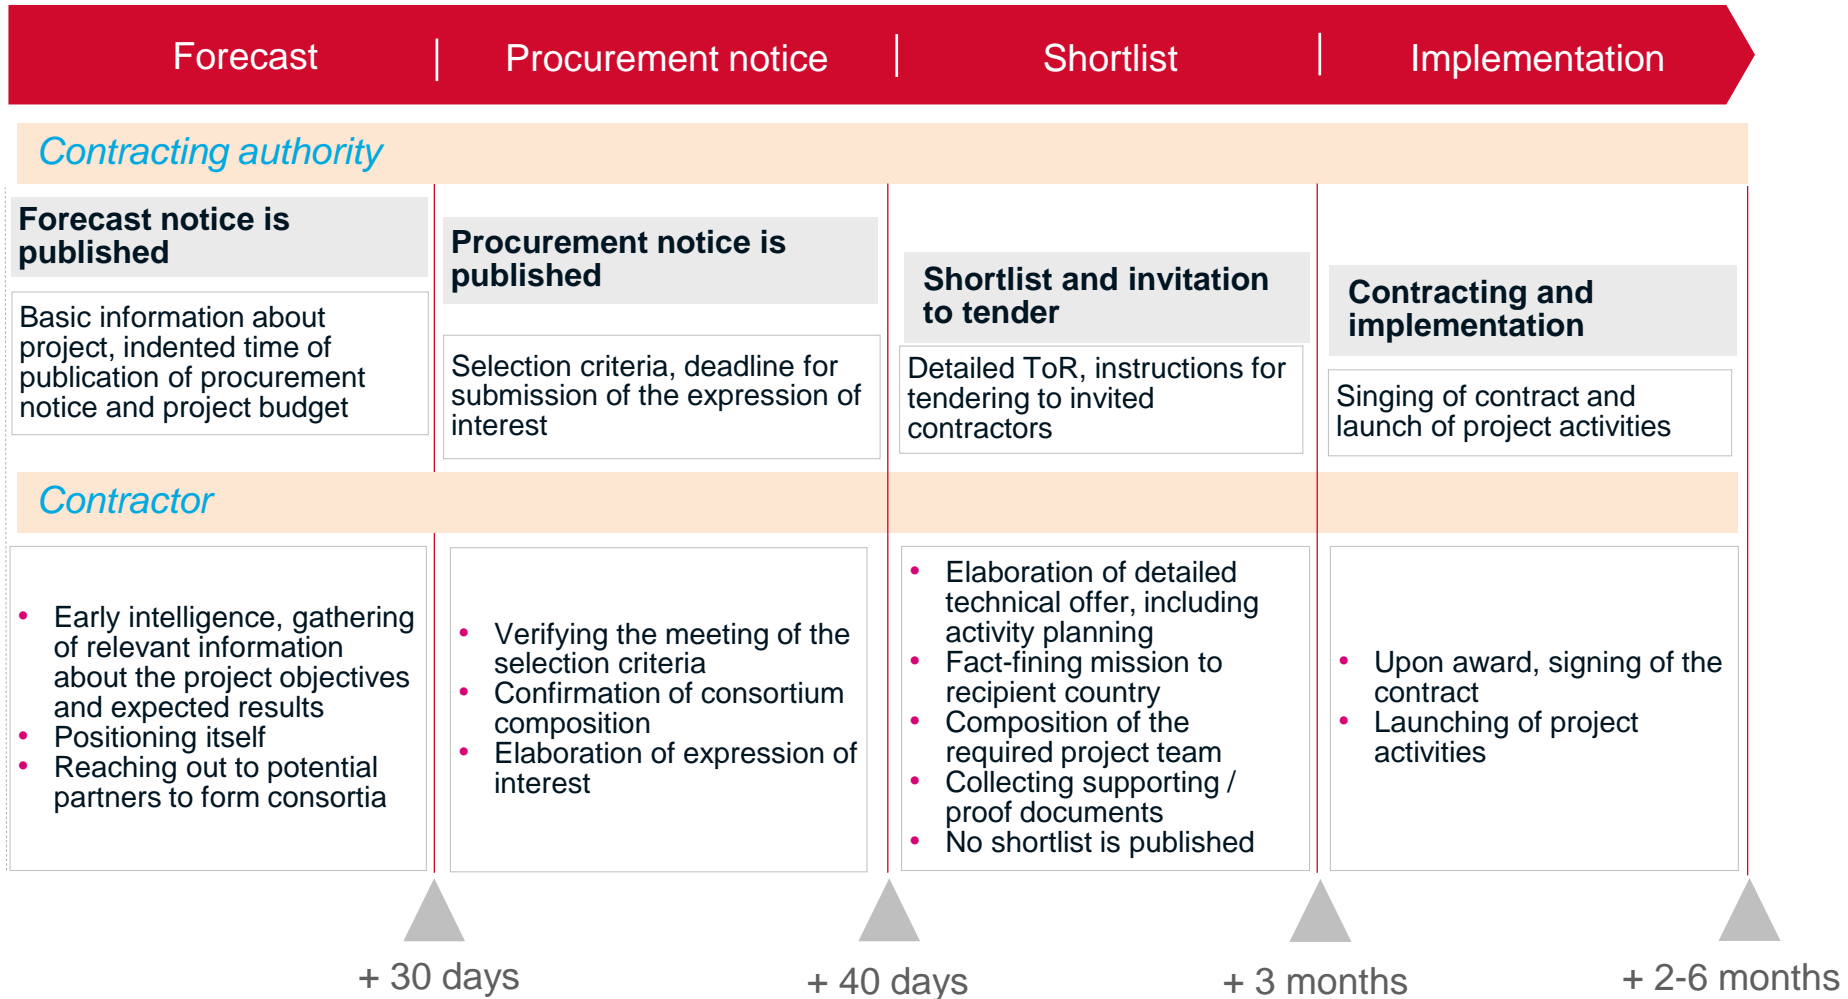 Forecast
Procurement notice
Shortlist
Implementation
Contracting authority
Forecast notice is
published
Procurement notice is
published
Shortlist and invitation
to tender
Contracting and
implementation
Basic information about
project, indented time of
publication of procurement
notice and project budget
Selection criteria, deadline for
submission of the expression of
interest
Detailed ToR, instructions for
tendering to invited
contractors
Singing of contract and
launch of project activities
Contractor
• Early intelligence, gathering
of relevant information
about the project objectives
and expected results
• Positioning itself
• Reaching out to potential
partners to form consortia
• Verifying the meeting of the
selection criteria
• Confirmation of consortium
composition
• Elaboration of expression of
interest
• Elaboration of detailed
technical offer, including
activity planning
• Fact-fining mission to
recipient country
• Composition of the
required project team
• Collecting supporting /
proof documents
• No shortlist is published
• Upon award, signing of the
contract
• Launching of project
activities
+ 30 days
+ 40 days
+ 3 months
+ 2-6 months